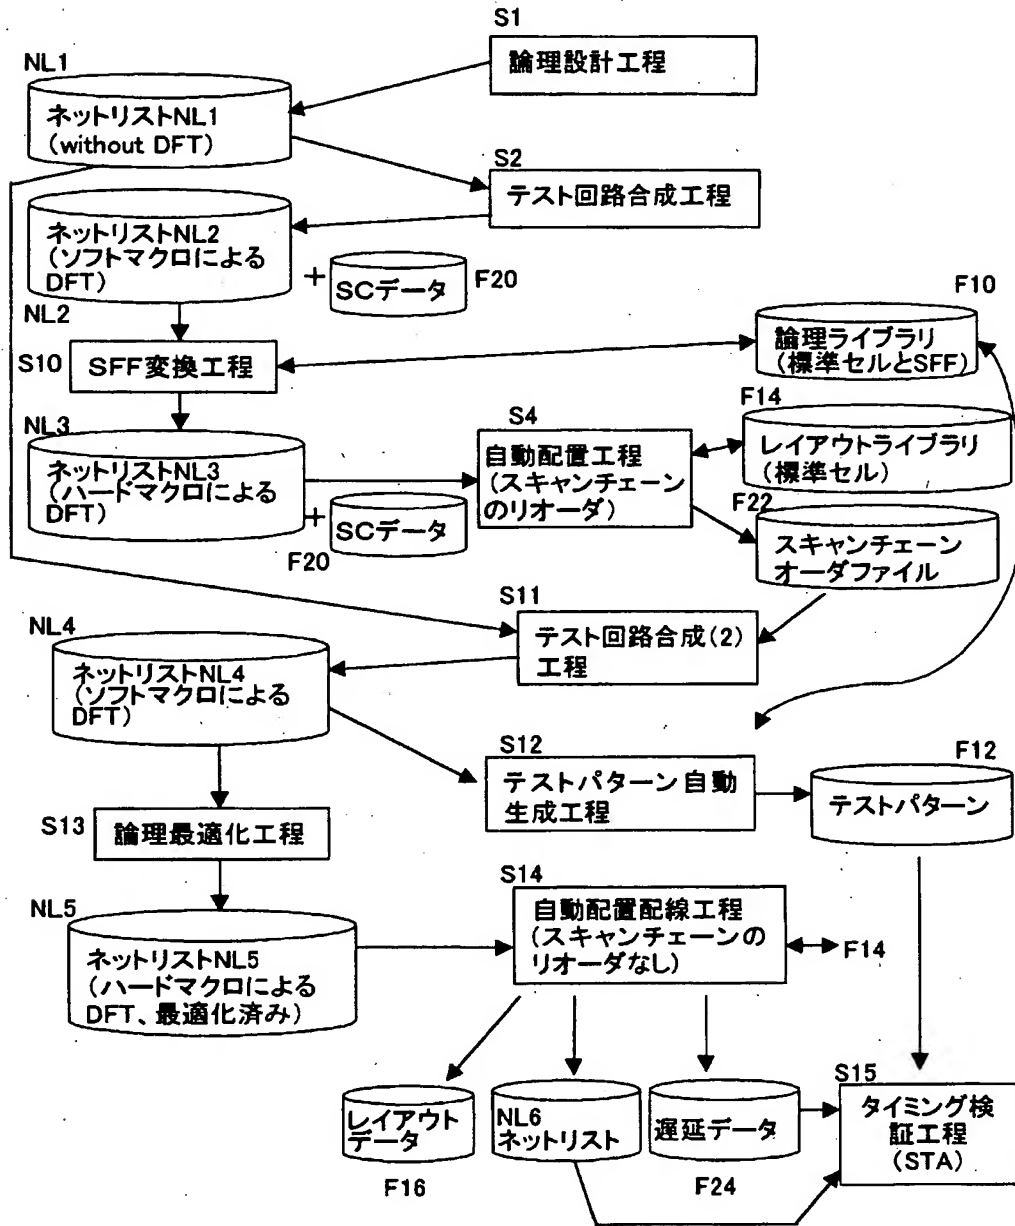 S1
論理設計工程
NL1
ネットリストNL1
(without DFT)
S2
テスト回路合成工程
ネットリストNL2
(ソフトマクロによる
DFT)
+
SCデータ
F20
NL2
F10
論理ライブラリ
(標準セルとSFF)
S10
SFF変換工程
F14
レイアウトライブラリ
(標準セル)
NL3
ネットリストNL3
(ハードマクロによる
DFT)
+
SCデータ
F20
S4
自動配置工程
(スキャンチェーン
のリオーダ)
F22
スキャンチェーン
オーダファイル
S11
テスト回路合成(2)
工程
NL4
ネットリストNL4
(ソフトマクロによる
DFT)
S12
テストパターン自動
生成工程
F12
テストパターン
S13
論理最適化工程
S14
自動配置配線工程
(スキャンチェーンの
リオーダなし)
F14
NL5
ネットリストNL5
(ハードマクロによる
DFT、最適化済み)
S15
タイミング検
証工程
(STA)
レイアウト
データ
F16
NL6
ネットリスト
遅延データ
F24